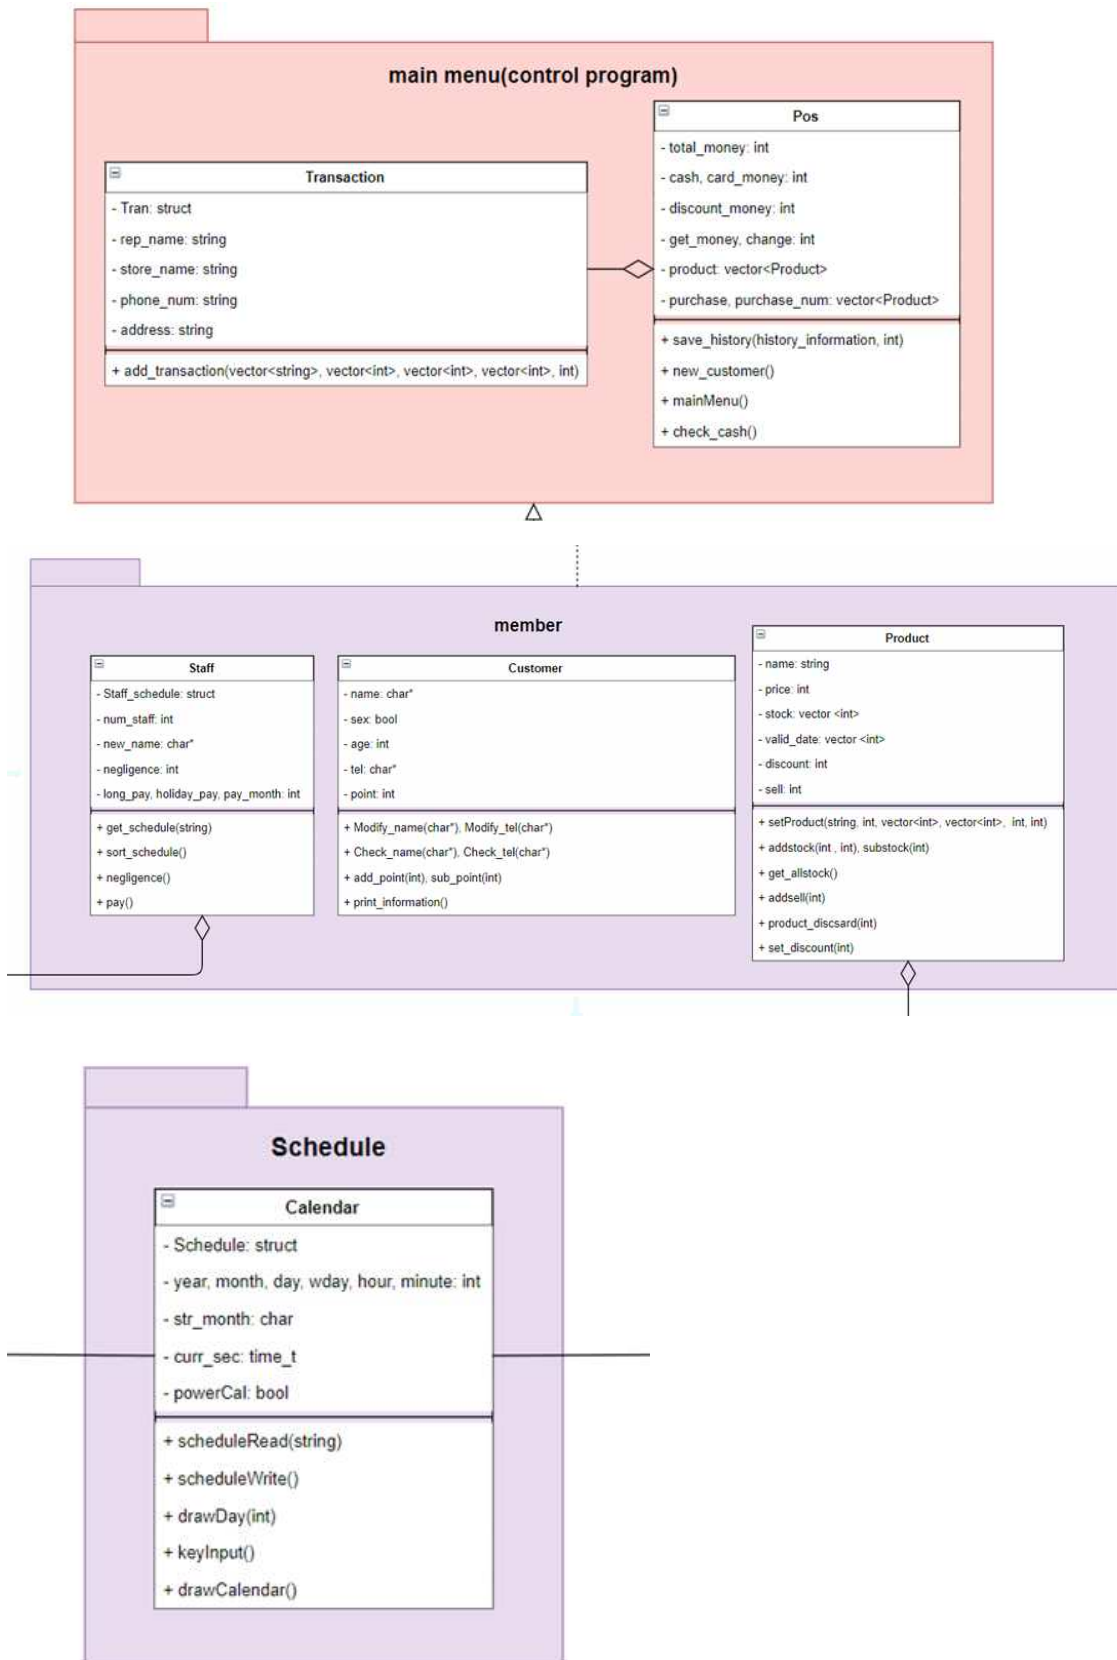 main menu(control program)
Transaction
- Tran: struct
- rep_name: string
- store_name: string
- phone_num: string
- address: string
+ add_transaction(vector<string>, vector<int>, vector<int>, vector<int>, int)
Pos
- total_money: int
- cash, card_money: int
- discount_money: int
- get_money, change: int
- product: vector<Product>
- purchase, purchase_num: vector<Product>
+ save_history(history_information, int)
+ new_customer()
+ mainMenu()
+ check_cash()
member
Staff
- Staff_schedule: struct
- num_staff: int
- new_name: char*
- negligence: int
- long_pay, holiday_pay, pay_month: int
+ get_schedule(string)
+ sort_schedule()
+ negligence()
+ pay()
Customer
- name: char*
- sex: bool
- age: int
- tel: char*
- point: int
+ Modify_name(char*), Modify_tel(char*)
+ Check_name(char*), Check_tel(char*)
+ add_point(int), sub_point(int)
+ print_information()
Product
- name: string
- price: int
- stock: vector <int>
- valid_date: vector <int>
- discount: int
- sell: int
+ setProduct(string, int, vector<int>, vector<int>, int, int)
+ addstock(int , int), substock(int)
+ get_allstock()
+ addsell(int)
+ product_discsard(int)
+ set_discount(int)
Schedule
Calendar
- Schedule: struct
- year, month, day, wday, hour, minute: int
- str_month: char
- curr_sec: time_t
- powerCal: bool
+ scheduleRead(string)
+ scheduleWrite()
+ drawDay(int)
+ keyInput()
+ drawCalendar()